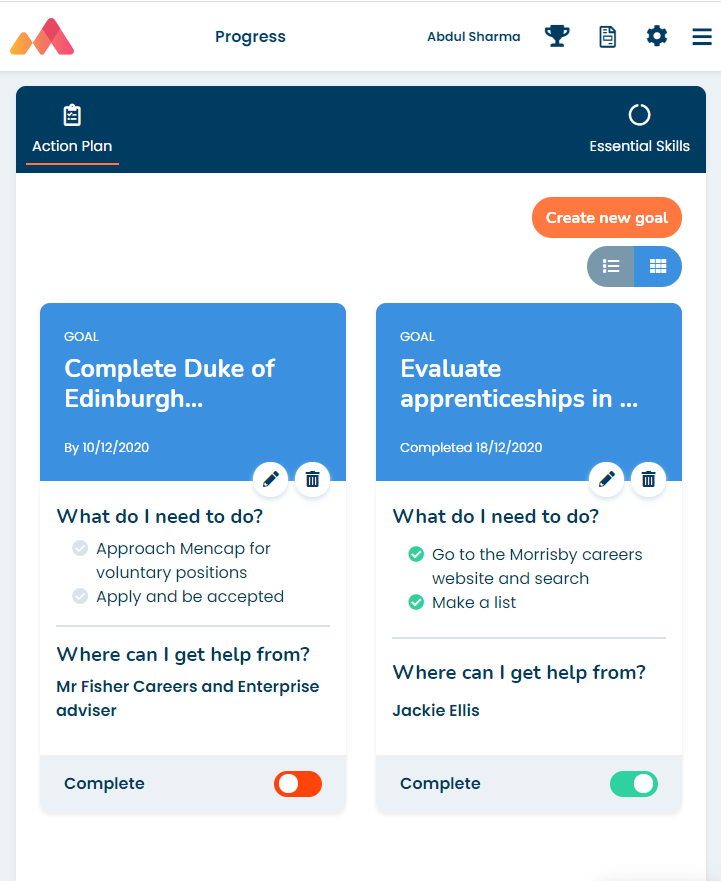 Progress
Abdul Sharma
Action Plan
Essential Skills
Create new goal
GOAL
Complete Duke of
Edinburgh...
By 10/12/2020
What do I need to do?
Approach Mencap for
voluntary positions
Apply and be accepted
Where can I get help from?
Mr Fisher Careers and Enterprise
adviser
Complete
GOAL
Evaluate
apprenticeships in ...
Completed 18/12/2020
What do I need to do?
Go to the Morrisby careers
website and search
Make a list
Where can I get help from?
Jackie Ellis
Complete